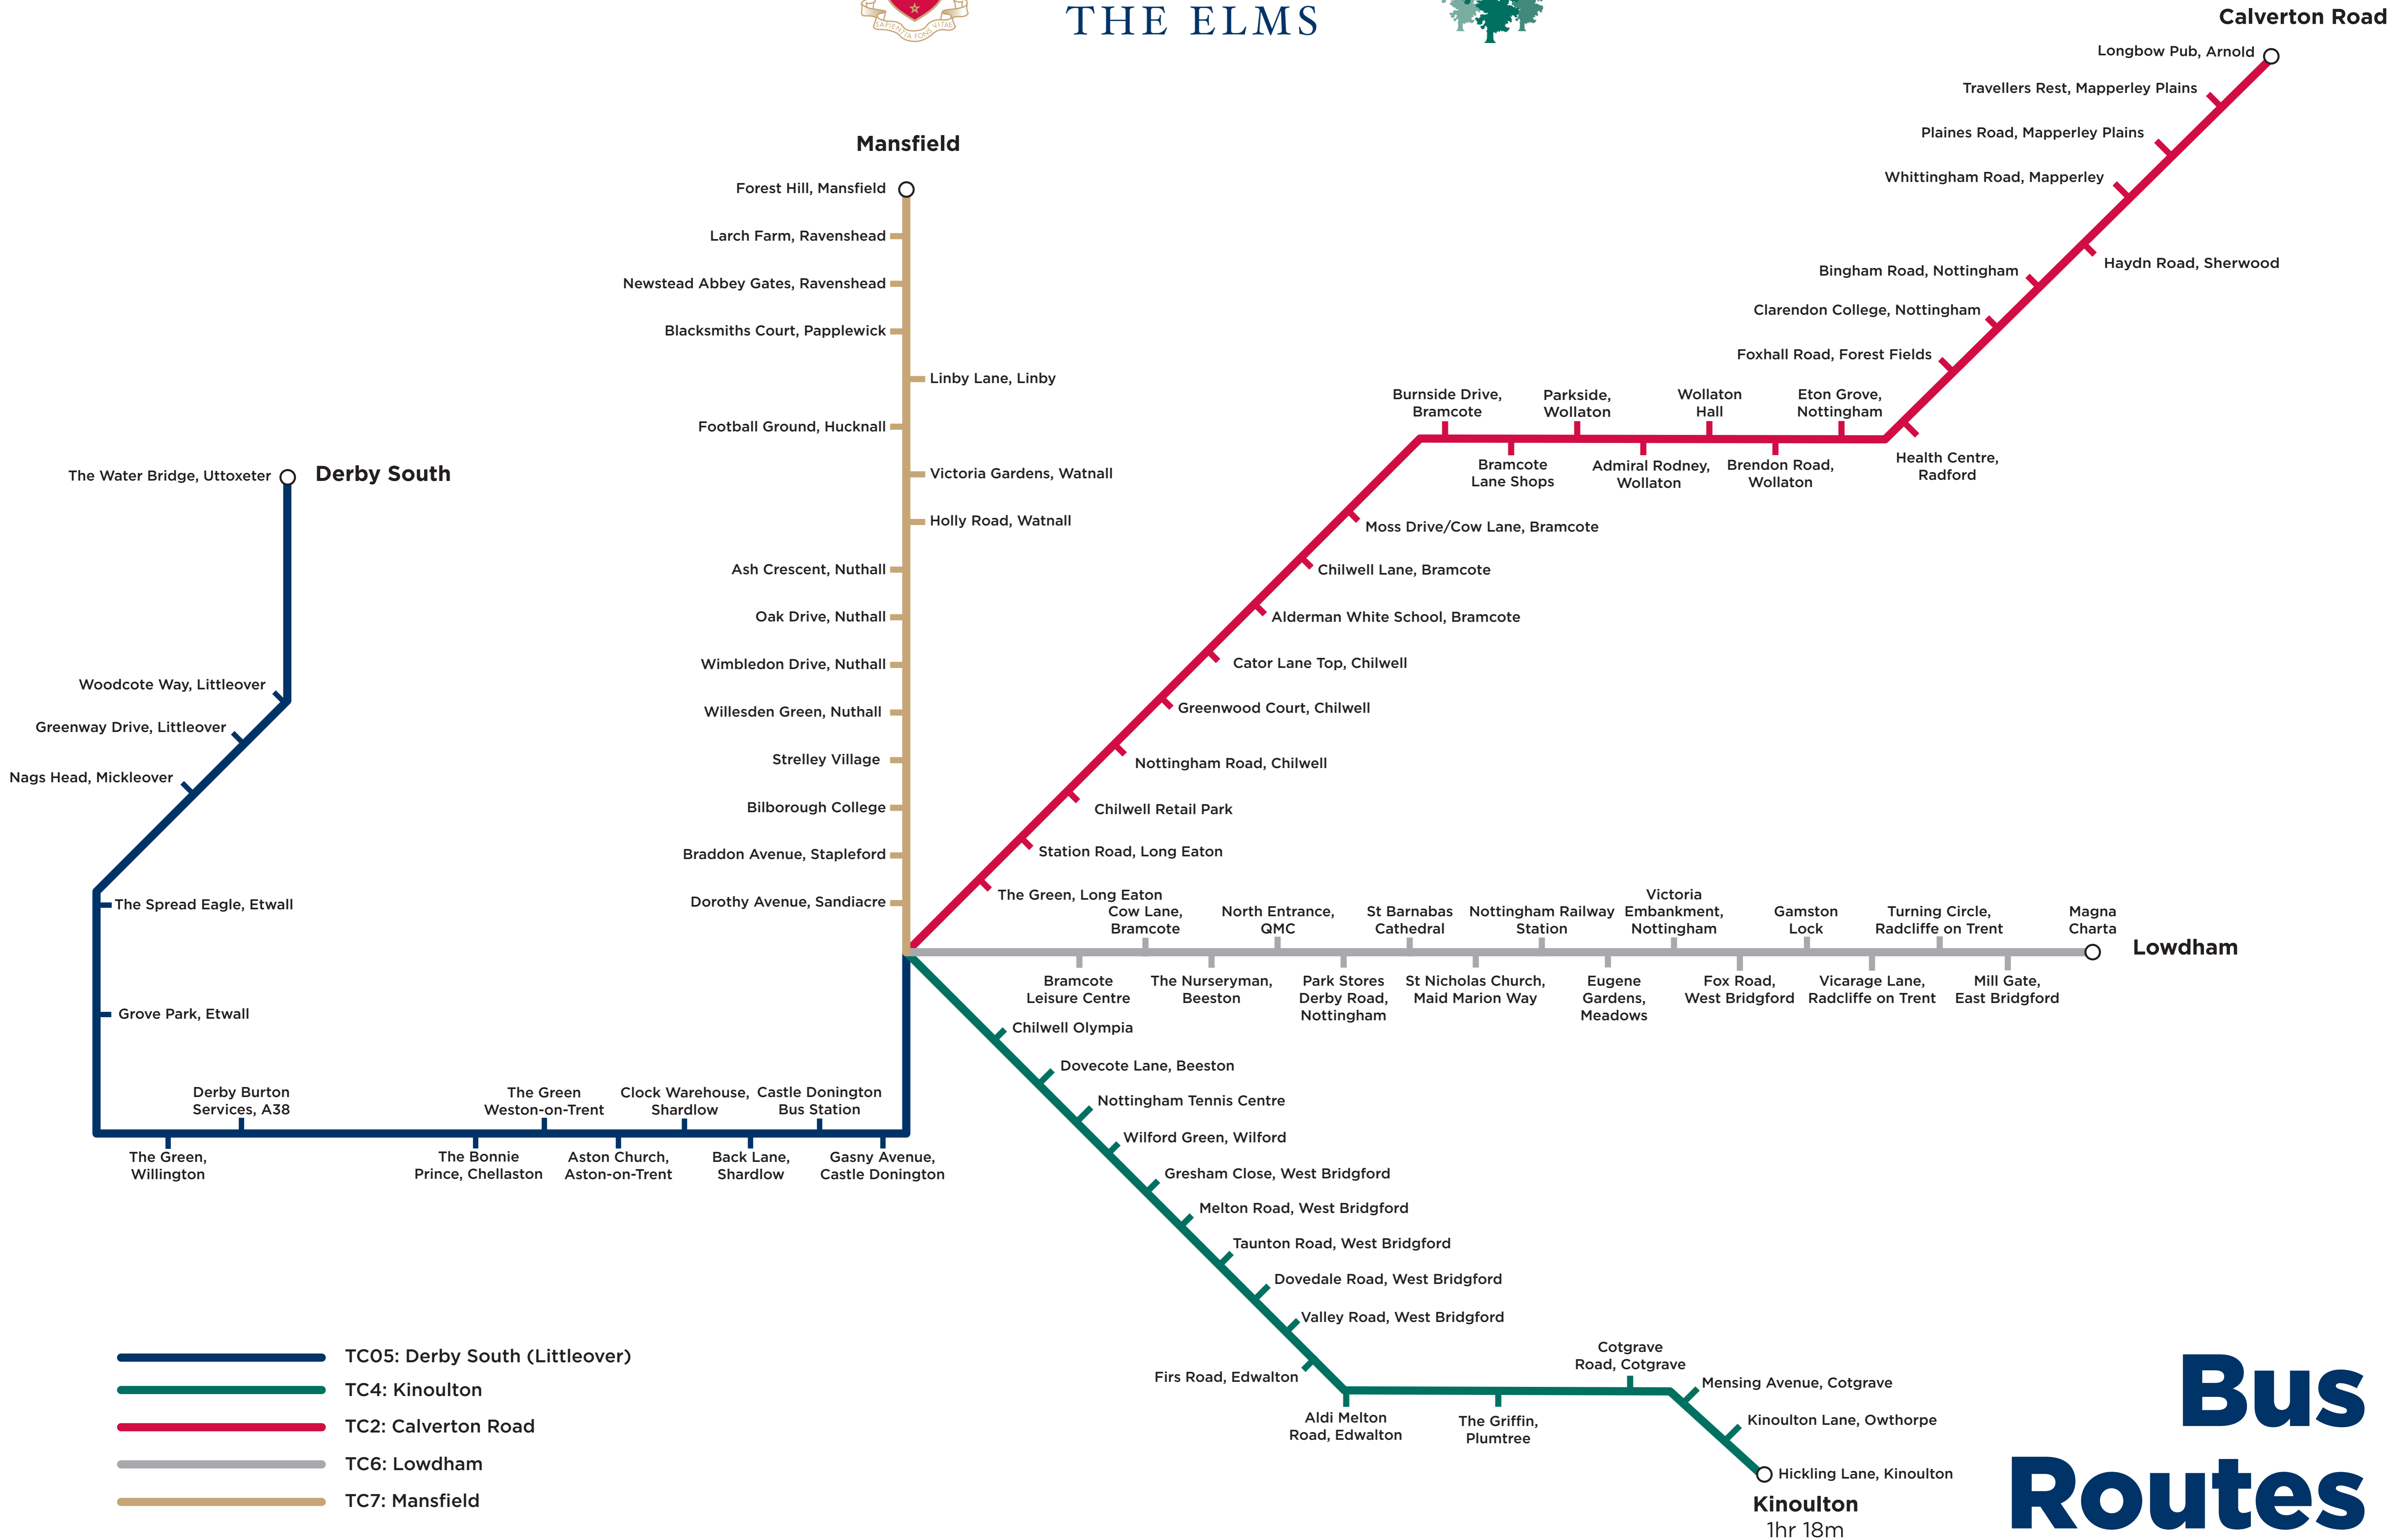 SAPIENTIA FONS VITAE
THE ELMS
Calverton Road
Longbow Pub, Arnold
Travellers Rest, Mapperley Plains
Plaines Road, Mapperley Plains
Whittingham Road, Mapperley
Haydn Road, Sherwood
Bingham Road, Nottingham
Clarendon College, Nottingham
Foxhall Road, Forest Fields
Health Centre,
Radford
Eton Grove,
Nottingham
Brendon Road,
Wollaton
Wollaton
Hall
Admiral Rodney,
Wollaton
Parkside,
Wollaton
Bramcote
Lane Shops
Burnside Drive,
Bramcote
Moss Drive/Cow Lane, Bramcote
Chilwell Lane, Bramcote
Alderman White School, Bramcote
Cator Lane Top, Chilwell
Greenwood Court, Chilwell
Nottingham Road, Chilwell
Chilwell Retail Park
Station Road, Long Eaton
The Green, Long Eaton
Mansfield
Forest Hill, Mansfield
Larch Farm, Ravenshead
Newstead Abbey Gates, Ravenshead
Blacksmiths Court, Papplewick
Linby Lane, Linby
Football Ground, Hucknall
Victoria Gardens, Watnall
Holly Road, Watnall
Ash Crescent, Nuthall
Oak Drive, Nuthall
Wimbledon Drive, Nuthall
Willesden Green, Nuthall
Strelley Village
Bilborough College
Braddon Avenue, Stapleford
Dorothy Avenue, Sandiacre
The Water Bridge, Uttoxeter
Derby South
Woodcote Way, Littleover
Greenway Drive, Littleover
Nags Head, Mickleover
The Spread Eagle, Etwall
Grove Park, Etwall
The Green,
Willington
Derby Burton
Services, A38
The Bonnie
Prince, Chellaston
The Green
Weston-on-Trent
Aston Church,
Aston-on-Trent
Clock Warehouse,
Shardlow
Back Lane,
Shardlow
Castle Donington
Bus Station
Gasny Avenue,
Castle Donington
Bramcote
Leisure Centre
Cow Lane,
Bramcote
The Nurseryman,
Beeston
North Entrance,
QMC
Park Stores
Derby Road,
Nottingham
St Barnabas
Cathedral
St Nicholas Church,
Maid Marion Way
Nottingham Railway
Station
Eugene
Gardens,
Meadows
Victoria
Embankment,
Nottingham
Fox Road,
West Bridgford
Gamston
Lock
Vicarage Lane,
Radcliffe on Trent
Turning Circle,
Radcliffe on Trent
Mill Gate,
East Bridgford
Magna
Charta
Lowdham
Chilwell Olympia
Dovecote Lane, Beeston
Nottingham Tennis Centre
Wilford Green, Wilford
Gresham Close, West Bridgford
Melton Road, West Bridgford
Taunton Road, West Bridgford
Dovedale Road, West Bridgford
Valley Road, West Bridgford
Firs Road, Edwalton
Aldi Melton
Road, Edwalton
The Griffin,
Plumtree
Cotgrave
Road, Cotgrave
Mensing Avenue, Cotgrave
Kinoulton Lane, Owthorpe
Hickling Lane, Kinoulton
Kinoulton
1hr 18m
TC05: Derby South (Littleover)
TC4: Kinoulton
TC2: Calverton Road
TC6: Lowdham
TC7: Mansfield
Bus
Routes